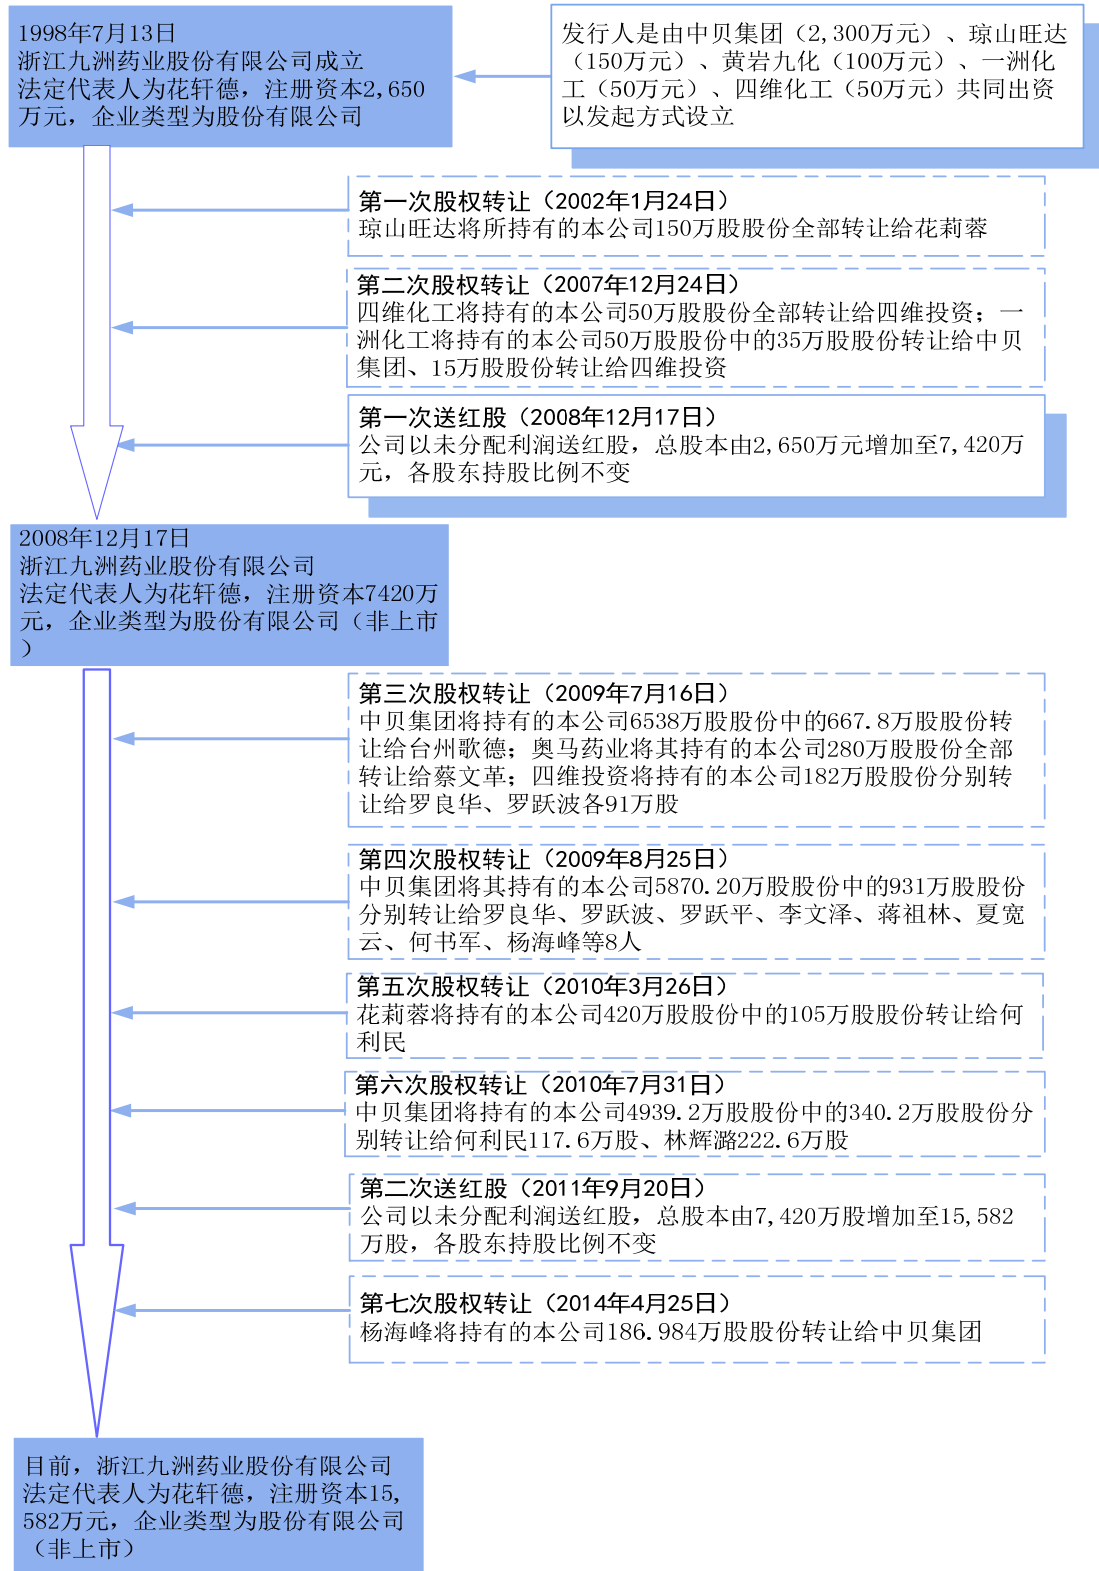 1998年7月13日
浙江九洲药业股份有限公司成立
法定代表人为花轩德，注册资本2,650
万元，企业类型为股份有限公司
发行人是由中贝集团（2,300万元）、琼山旺达
（150万元）、黄岩九化（100万元）、一洲化
工（50万元）、四维化工（50万元）共同出资
以发起方式设立
第一次股权转让（2002年1月24日）
琼山旺达将所持有的本公司150万股股份全部转让给花莉蓉
第二次股权转让（2007年12月24日）
四维化工将持有的本公司50万股股份全部转让给四维投资；一
洲化工将持有的本公司50万股股份中的35万股股份转让给中贝
集团、15万股股份转让给四维投资
第一次送红股（2008年12月17日）
公司以未分配利润送红股，总股本由2,650万元增加至7,420万
元，各股东持股比例不变
2008年12月17日
浙江九洲药业股份有限公司
法定代表人为花轩德，注册资本7420万
元，企业类型为股份有限公司（非上市
）
第三次股权转让（2009年7月16日）
中贝集团将持有的本公司6538万股股份中的667.8万股股份转
让给台州歌德；奥马药业将其持有的本公司280万股股份全部
转让给蔡文革；四维投资将持有的本公司182万股股份分别转
让给罗良华、罗跃波各91万股
第四次股权转让（2009年8月25日）
中贝集团将其持有的本公司5870.20万股股份中的931万股股份
分别转让给罗良华、罗跃波、罗跃平、李文泽、蒋祖林、夏宽
云、何书军、杨海峰等8人
第五次股权转让（2010年3月26日）
花莉蓉将持有的本公司420万股股份中的105万股股份转让给何
利民
第六次股权转让（2010年7月31日）
中贝集团将持有的本公司4939.2万股股份中的340.2万股股份分
别转让给何利民117.6万股、林辉潞222.6万股
第二次送红股（2011年9月20日）
公司以未分配利润送红股，总股本由7,420万股增加至15,582
万股，各股东持股比例不变
第七次股权转让（2014年4月25日）
杨海峰将持有的本公司186.984万股股份转让给中贝集团
目前，浙江九洲药业股份有限公司
法定代表人为花轩德，注册资本15,
582万元，企业类型为股份有限公司
（非上市）